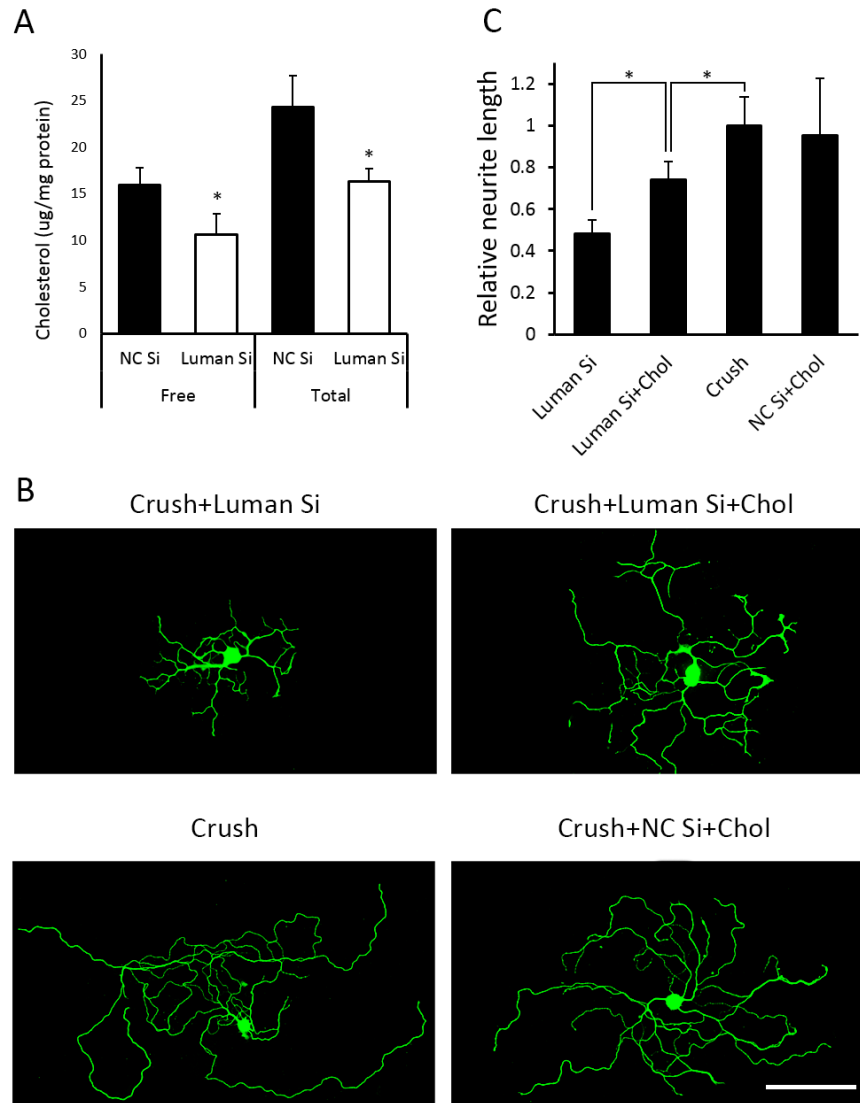 A
Cholesterol (ug/mg protein)
30
25
20
15
10
5
0
*
*
NC Si Luman Si NC Si Luman Si
Free Total
C
Relative neurite length
1.2
1
0.8
0.6
0.4
0.2
0
* *
Luman Si
Luman Si+Chol
Crush
NC Si+Chol
B
Crush+Luman Si Crush+Luman Si+Chol
Crush Crush+NC Si+Chol